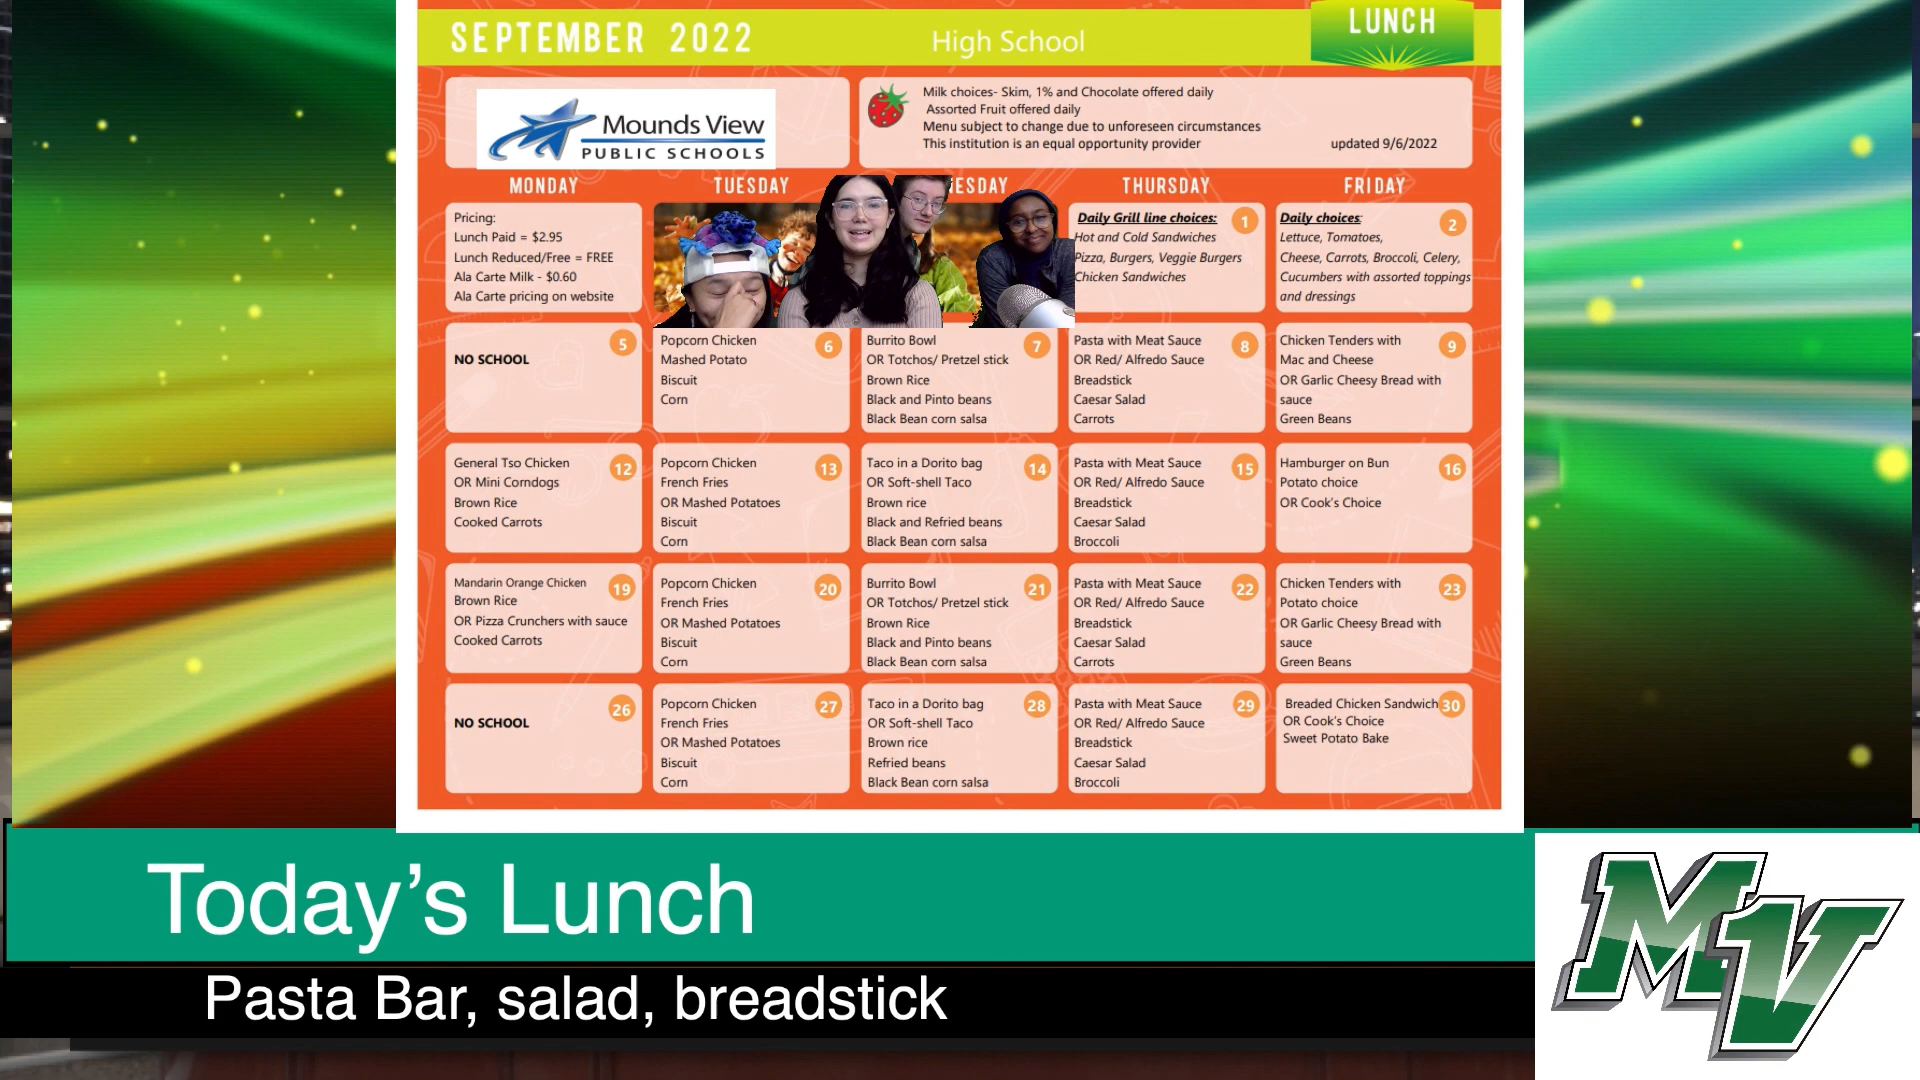 SEPTEMBER 2022
High School
LUNCH
Mounds View
PUBLIC SCHOOLS
Milk choices- Skim, 1% and Chocolate offered daily
Assorted Fruit offered daily
Menu subject to change due to unforeseen circumstances
This institution is an equal opportunity provider
updated 9/6/2022
MONDAY
TUESDAY
ESDAY
THURSDAY
FRIDAY
Pricing:
Lunch Paid = $2.95
Lunch Reduced/Free = FREE
Ala Carte Milk - $0.60
Ala Carte pricing on website
Daily Grill line choices:
1
Hot and Cold Sandwiches
Pizza, Burgers, Veggie Burgers
Chicken Sandwiches
Daily choices:
2
Lettuce, Tomatoes,
Cheese, Carrots, Broccoli, Celery,
Cucumbers with assorted toppings
and dressings
5
NO SCHOOL
6
Popcorn Chicken
Mashed Potato
Biscuit
Corn
7
Burrito Bowl
OR Totchos/ Pretzel stick
Brown Rice
Black and Pinto beans
Black Bean corn salsa
8
Pasta with Meat Sauce
OR Red/ Alfredo Sauce
Breadstick
Caesar Salad
Carrots
9
Chicken Tenders with
Mac and Cheese
OR Garlic Cheesy Bread with
sauce
Green Beans
12
General Tso Chicken
OR Mini Corndogs
Brown Rice
Cooked Carrots
13
Popcorn Chicken
French Fries
OR Mashed Potatoes
Biscuit
Corn
14
Taco in a Dorito bag
OR Soft-shell Taco
Brown rice
Black and Refried beans
Black Bean corn salsa
15
Pasta with Meat Sauce
OR Red/ Alfredo Sauce
Breadstick
Caesar Salad
Broccoli
16
Hamburger on Bun
Potato choice
OR Cook's Choice
19
Mandarin Orange Chicken
Brown Rice
OR Pizza Crunchers with sauce
Cooked Carrots
20
Popcorn Chicken
French Fries
OR Mashed Potatoes
Biscuit
Corn
21
Burrito Bowl
OR Totchos/ Pretzel stick
Brown Rice
Black and Pinto beans
Black Bean corn salsa
22
Pasta with Meat Sauce
OR Red/ Alfredo Sauce
Breadstick
Caesar Salad
Carrots
23
Chicken Tenders with
Potato choice
OR Garlic Cheesy Bread with
sauce
Green Beans
26
NO SCHOOL
27
Popcorn Chicken
French Fries
OR Mashed Potatoes
Biscuit
Corn
28
Taco in a Dorito bag
OR Soft-shell Taco
Brown rice
Refried beans
Black Bean corn salsa
29
Pasta with Meat Sauce
OR Red/ Alfredo Sauce
Breadstick
Caesar Salad
Broccoli
30
Breaded Chicken Sandwich
OR Cook's Choice
Sweet Potato Bake
Today's Lunch
Pasta Bar, salad, breadstick
MV